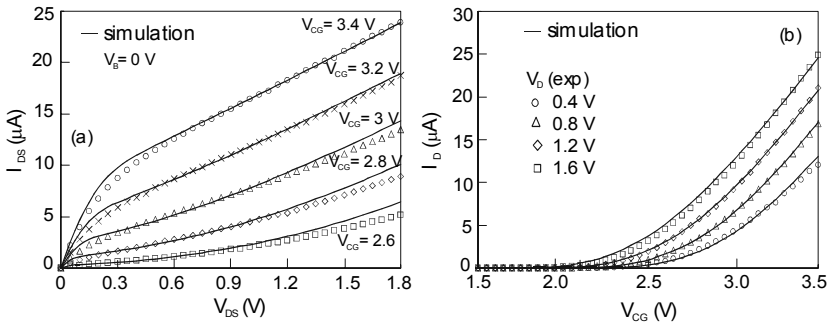 25
20
15
10
5
0
I_DS (μA)
simulation
V_B= 0 V
(a)
V_CG= 3.4 V
V_CG= 3.2 V
V_CG= 3 V
V_CG= 2.8 V
V_CG= 2.6
0 0.3 0.6 0.9 1.2 1.5 1.8
V_DS (V)
30
25
20
15
10
5
0
I_D (μA)
simulation
(b)
V_D (exp)
0.4 V
0.8 V
1.2 V
1.6 V
1.5 2.0 2.5 3.0 3.5
V_CG (V)